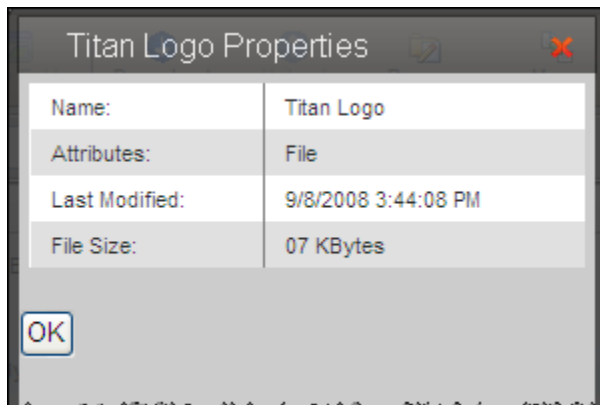 Titan Logo Properties
Name: Titan Logo
Attributes: File
Last Modified: 9/8/2008 3:44:08 PM
File Size: 07 KBytes
OK